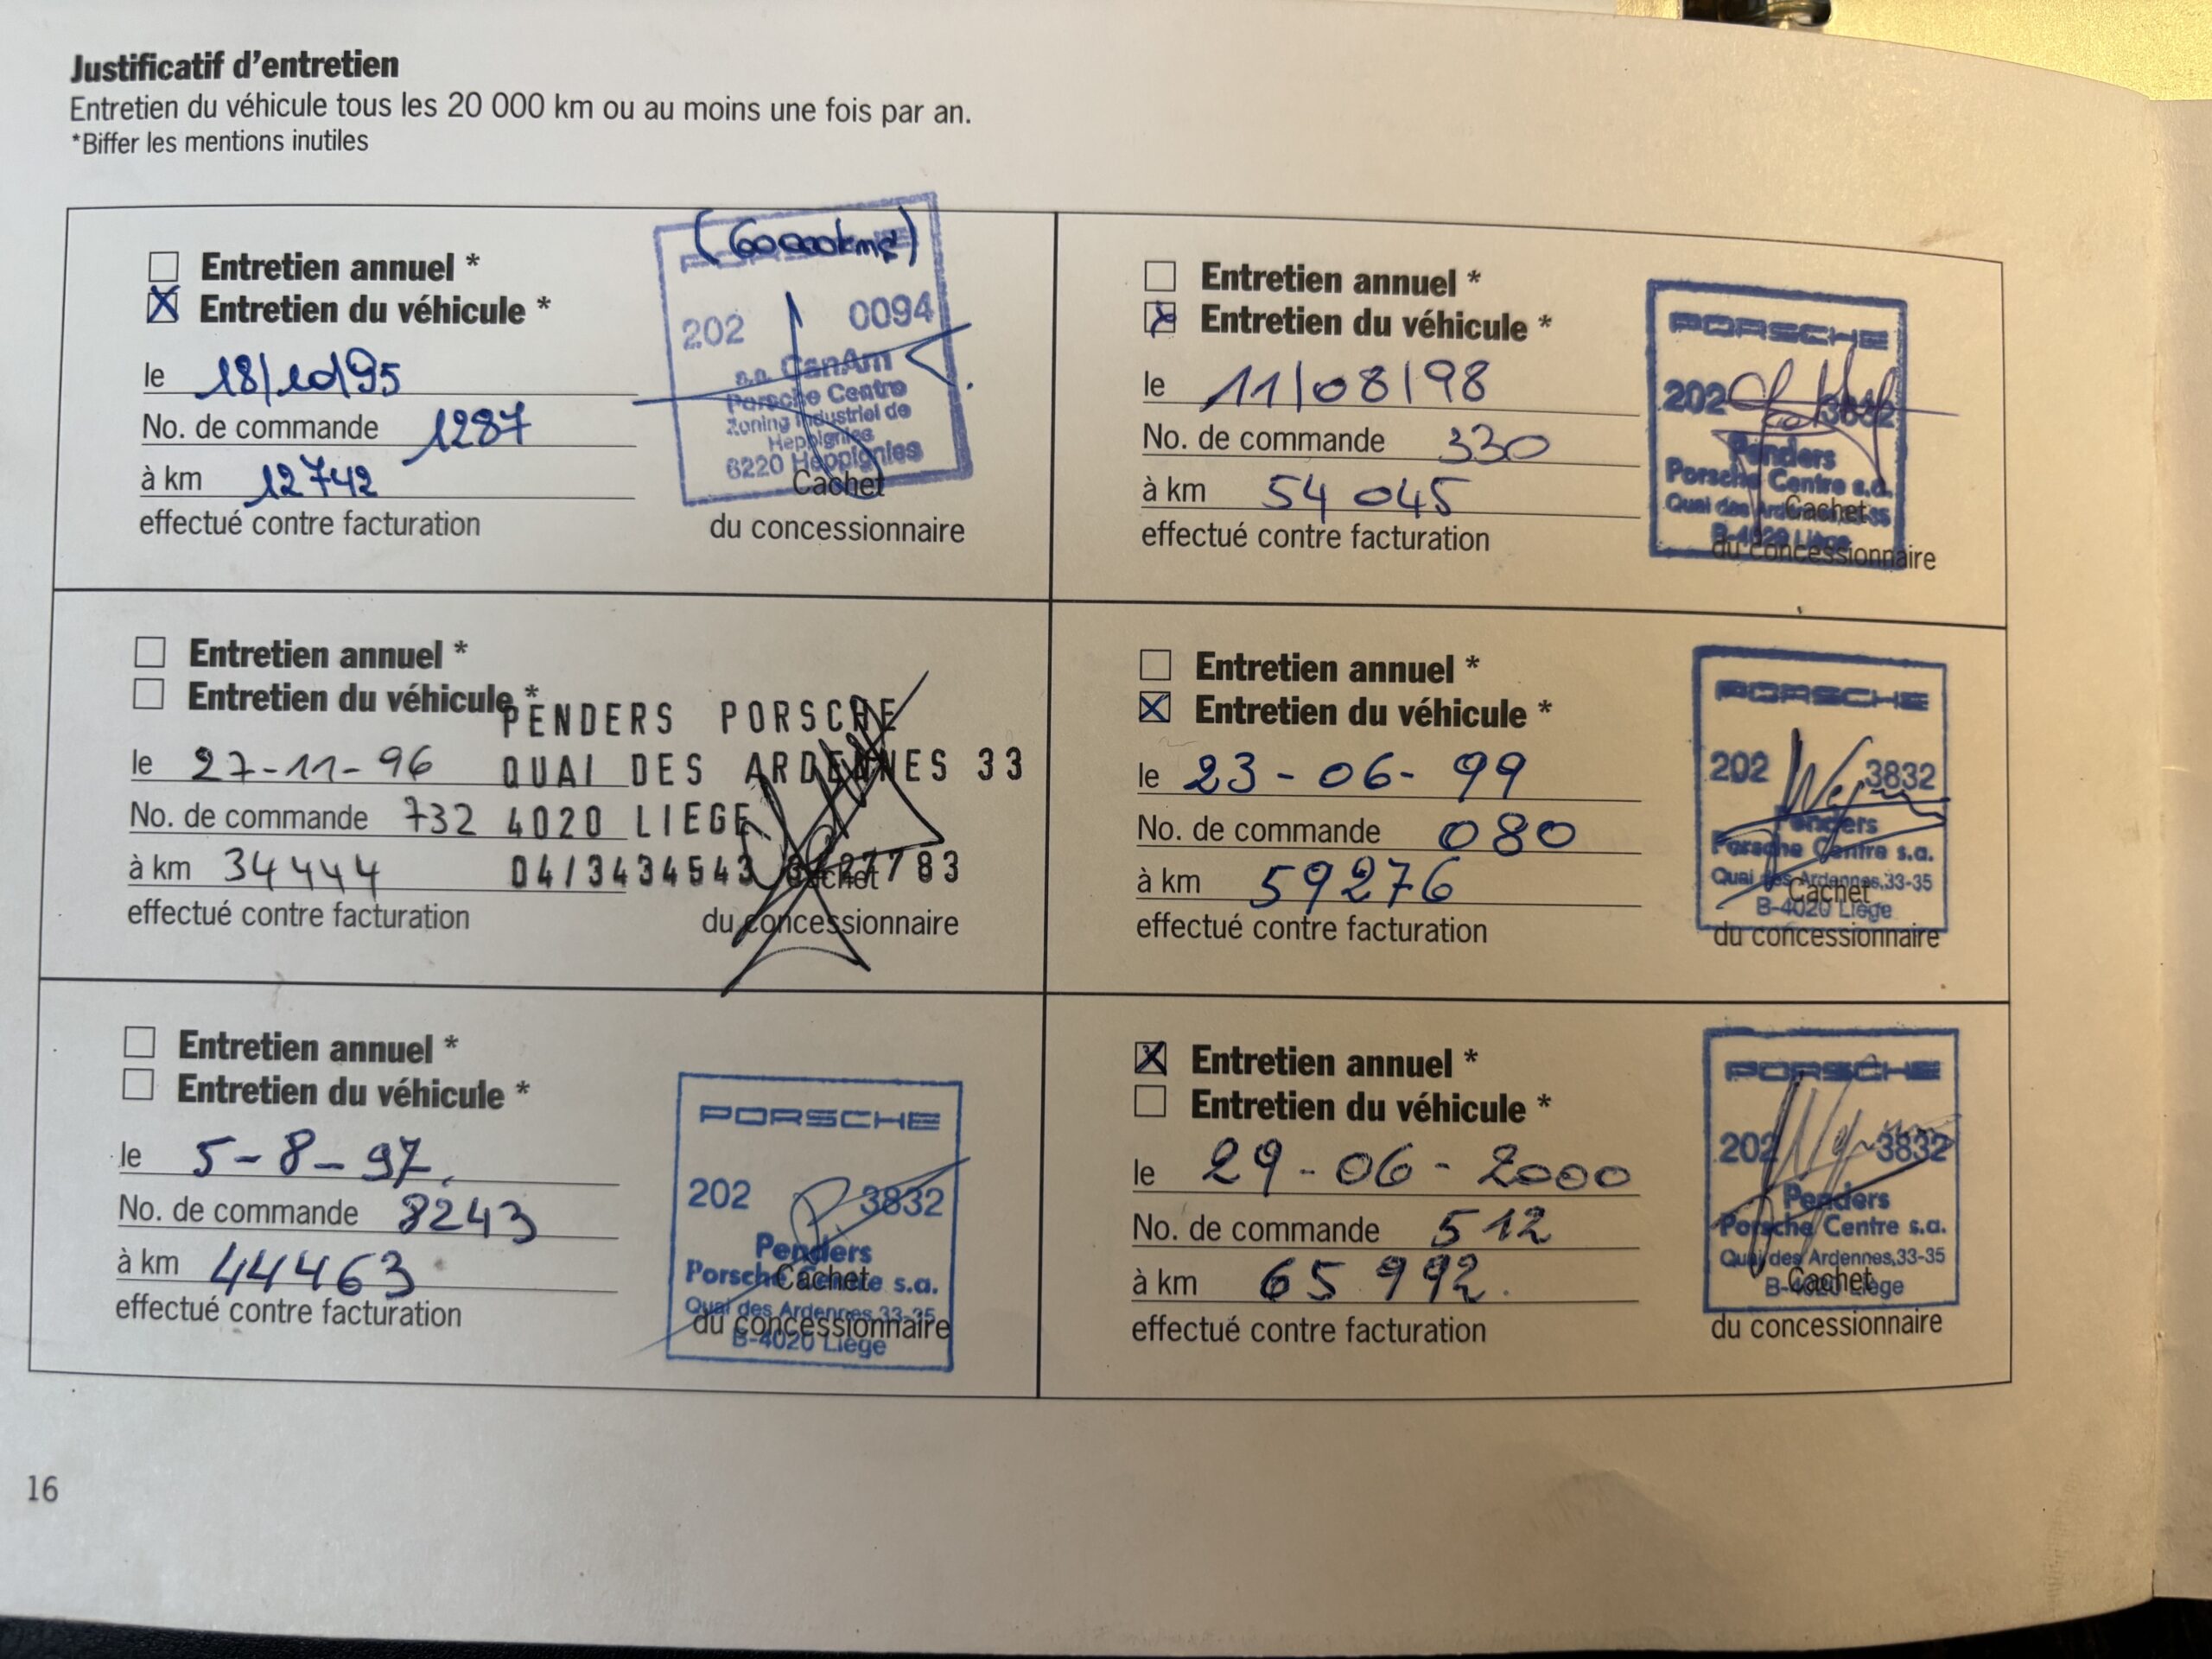 Justificatif d'entretien
Entretien du véhicule tous les 20 000 km ou au moins une fois par an.
*Biffer les mentions inutiles
Entretien annuel *
Entretien du véhicule *
le 18/10/95
No. de commande 1287
à km 12742
effectué contre facturation
202 0094
s.a. CanAm
Porsche Centre
Zoning Industriel de
Heppignies
6220 Heppignies
Cachet
du concessionnaire
Entretien annuel *
Entretien du véhicule *
le 27-11-96
No. de commande 732
à km 34444
effectué contre facturation
PENDERS PORSCHE
QUAI DES ARDENNES 33
4020 LIEGE
04/3434543
Cachet
du concessionnaire
Entretien annuel *
Entretien du véhicule *
le 5-8-97.
No. de commande 8243
à km 44463
effectué contre facturation
PORSCHE
202 3832
Penders
Porsche Centre s.a.
Quai des Ardennes 33-35
B-4020 Liège
Cachet
du concessionnaire
Entretien annuel *
Entretien du véhicule *
le 11/08/98
No. de commande 330
à km 54 045
effectué contre facturation
PORSCHE
202 3832
Penders
Porsche Centre s.a.
Quai des Ardennes 33-35
B-4020 Liège
Cachet
du concessionnaire
Entretien annuel *
Entretien du véhicule *
le 23-06-99
No. de commande 080
à km 59276
effectué contre facturation
PORSCHE
202 3832
Penders
Porsche Centre s.a.
Quai des Ardennes,33-35
B-4020 Liège
Cachet
du concessionnaire
Entretien annuel *
Entretien du véhicule *
le 29-06-2000
No. de commande 512
à km 65 992.
effectué contre facturation
PORSCHE
202 3832
Penders
Porsche Centre s.a.
Quai des Ardennes,33-35
B-4020 Liège
Cachet
du concessionnaire
16